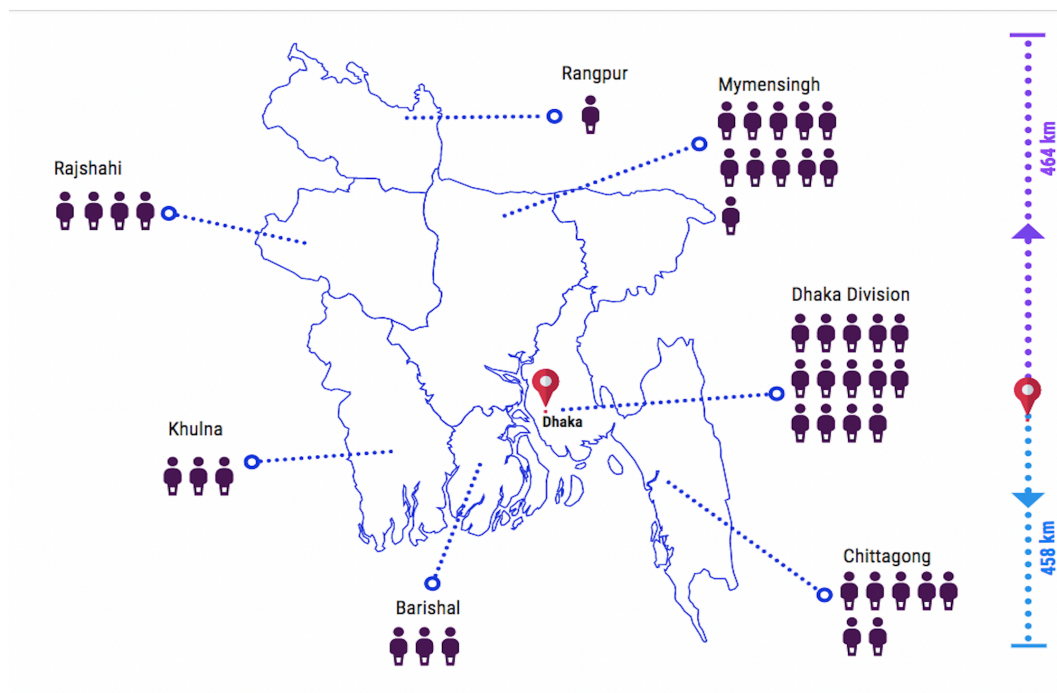 Rangpur
Mymensingh
464 km
Rajshahi
Dhaka Division
Dhaka
Khulna
458 km
Chittagong
Barishal